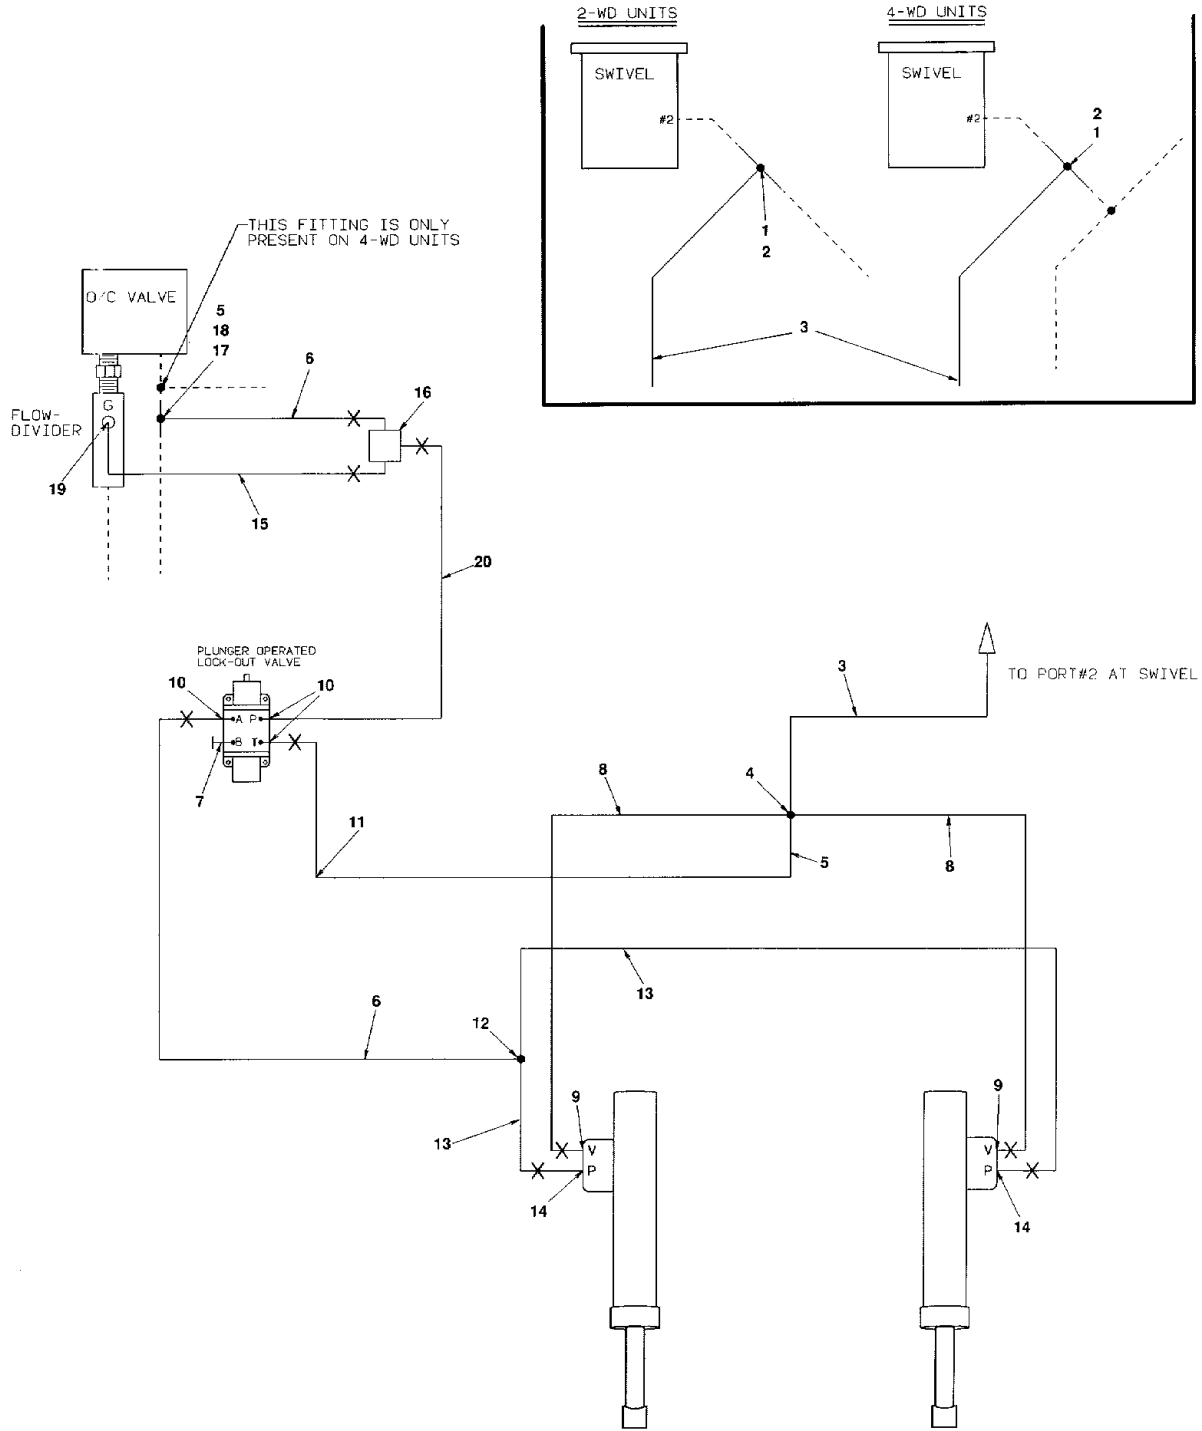 2-WD UNITS
4-WD UNITS
SWIVEL
SWIVEL
#2
#2
2
1
1
2
3
THIS FITTING IS ONLY
PRESENT ON 4-WD UNITS
O/C VALVE
5
18
17
6
16
G
FLOW-
DIVIDER
19
15
20
PLUNGER OPERATED
LOCK-OUT VALVE
10
10
A P
B T
7
11
3
TO PORT#2 AT SWIVEL
8
4
5
8
13
6
12
13
9
V
P
14
9
V
P
14